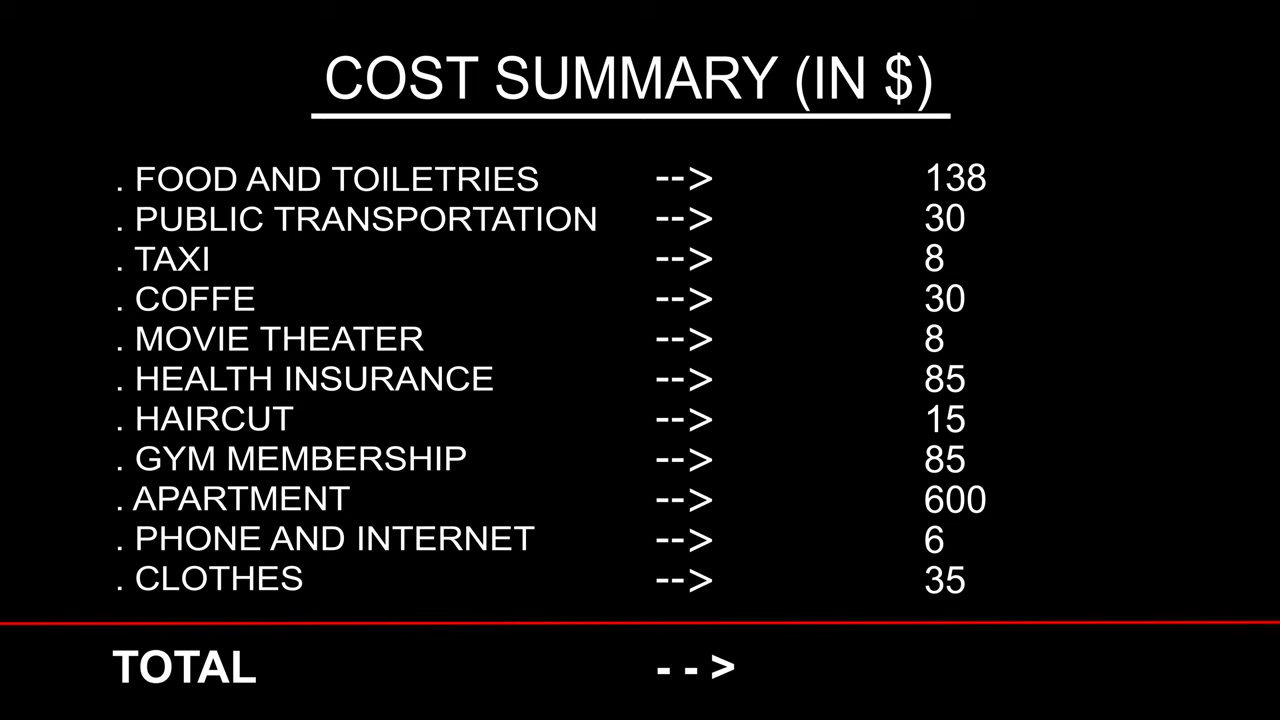 COST SUMMARY (IN $)
. FOOD AND TOILETRIES --> 138
. PUBLIC TRANSPORTATION --> 30
. TAXI --> 8
. COFFE --> 30
. MOVIE THEATER --> 8
. HEALTH INSURANCE --> 85
. HAIRCUT --> 15
. GYM MEMBERSHIP --> 85
. APARTMENT --> 600
. PHONE AND INTERNET --> 6
. CLOTHES --> 35
TOTAL - - >